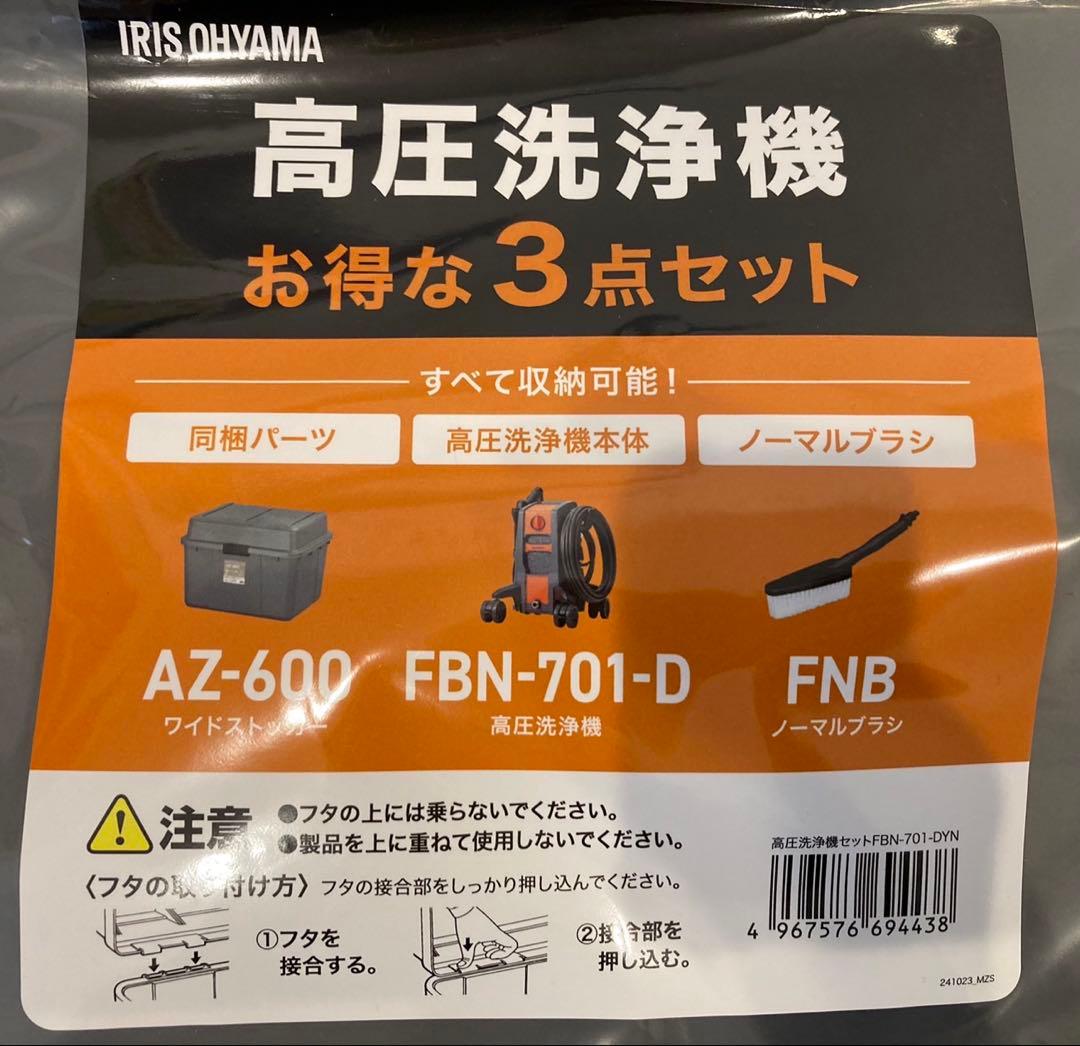 IRIS OHYAMA
高圧洗浄機
お得な3点セット
すべて収納可能!
同梱パーツ
高圧洗浄機本体
ノーマルブラシ
AZ-600
ワイドストッカー
FBN-701-D
高圧洗浄機
FNB
ノーマルブラシ
注意
●フタの上には乗らないでください。
●製品を上に重ねて使用しないでください。
〈フタの取り付け方〉フタの接合部をしっかり押し込んでください。
①フタを
接合する。
②接合部を
押し込む。
高圧洗浄機セットFBN-701-DYN
4 967576 694438
241023_MZS